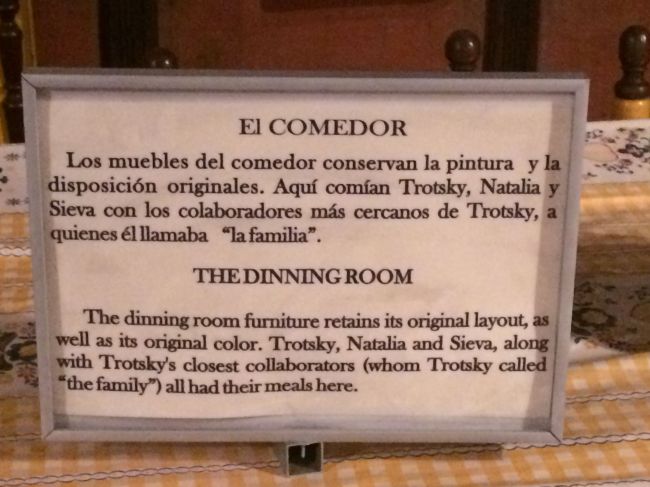 El COMEDOR
Los muebles del comedor conservan la pintura y la
disposición originales. Aquí comían Trotsky, Natalia y
Sieva con los colaboradores más cercanos de Trotsky, a
quienes él llamaba "la familia".
THE DINNING ROOM
The dinning room furniture retains its original layout, as
well as its original color. Trotsky, Natalia and Sieva, along
with Trotsky's closest collaborators (whom Trotsky called
"the family") all had their meals here.